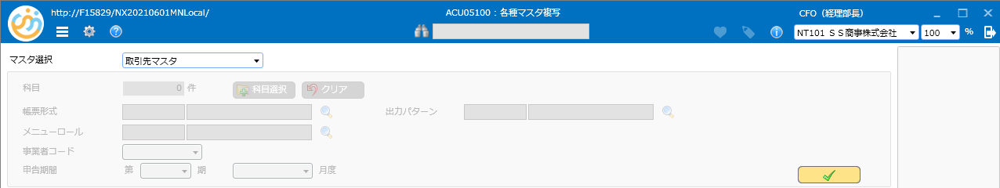 http://F15829/NX20210601MNLocal/ ACU05100：各種マスタ複写 CFO（経理部長）
NT101 ＳＳ商事株式会社 100 %
マスタ選択 取引先マスタ
科目 0 件 科目選択 クリア
帳票形式 出力パターン
メニューロール
事業者コード
申告期間 第 期 月度